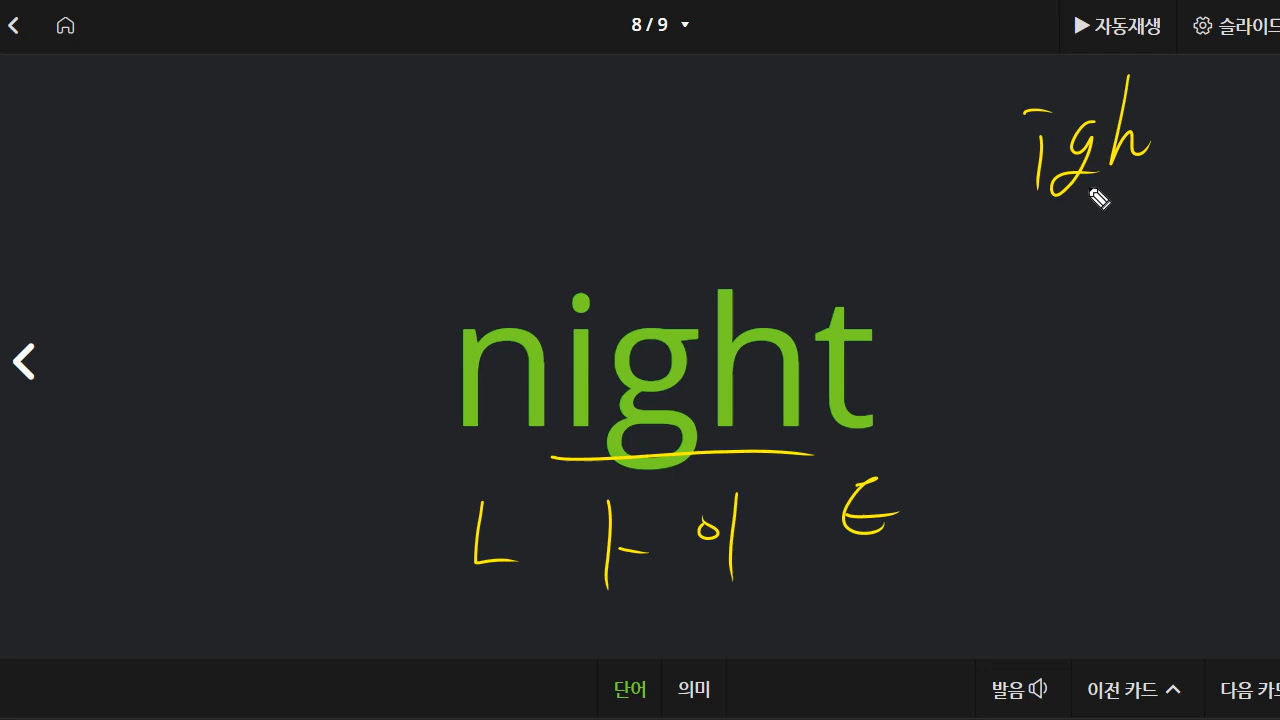 8 / 9
자동재생
슬라이드
igh
night
ㄴ ㅏ 이 ㅌ
단어
의미
발음
이전 카드
다음 카드